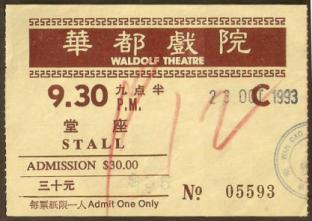 華都戲院
WALDOLF THEATRE
9.30 九点半 P.M.
23 OCT 1993
C
堂座
STALL
ADMISSION $30.00
三十元
Nº 05593
每票祗限一人 Admit One Only